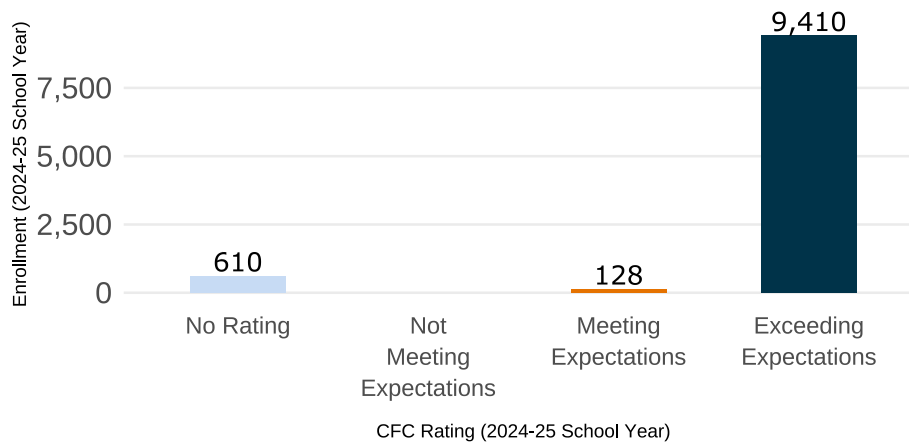 Enrollment (2024-25 School Year)
7,500
5,000
2,500
0
610
128
9,410
No Rating
Not
Meeting
Expectations
Meeting
Expectations
Exceeding
Expectations
CFC Rating (2024-25 School Year)